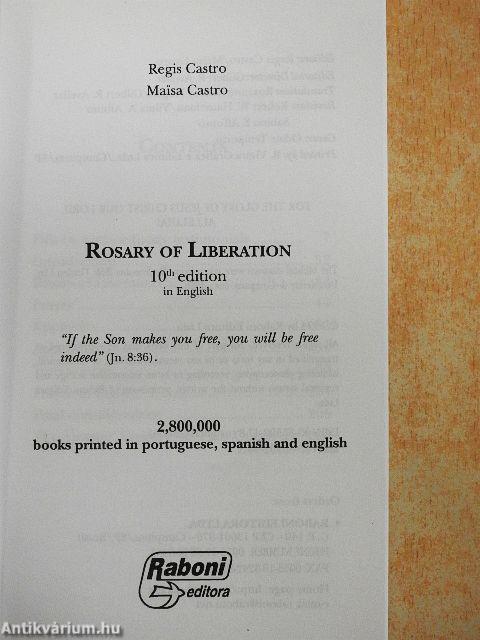 Regis Castro
Maïsa Castro
ROSARY OF LIBERATION
10th edition
in English
"If the Son makes you free, you will be free
indeed" (Jn. 8:36).
2,800,000
books printed in portuguese, spanish and english
Raboni
editora
Antikvárium.hu